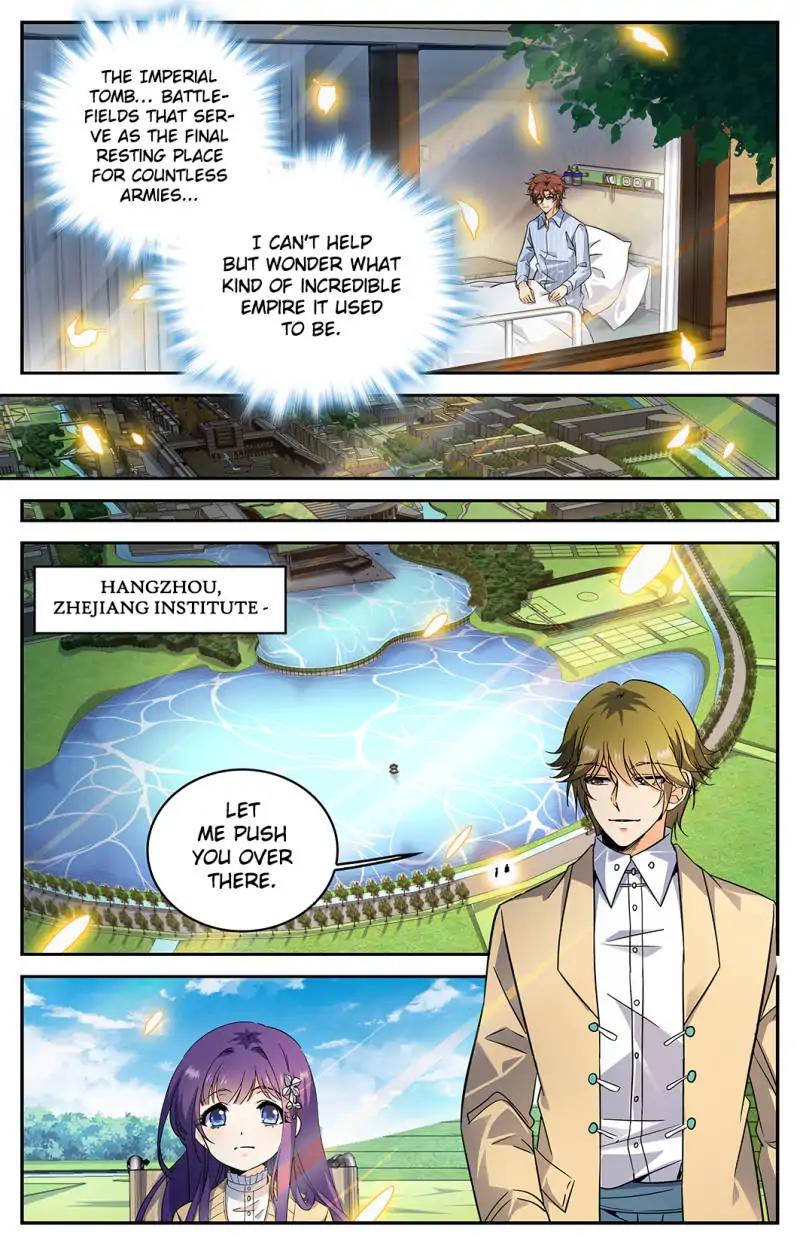 THE IMPERIAL
TOMB... BATTLE-
FIELDS THAT SER-
VE AS THE FINAL
RESTING PLACE
FOR COUNTLESS
ARMIES...
I CAN'T HELP
BUT WONDER WHAT
KIND OF INCREDIBLE
EMPIRE IT USED
TO BE.
HANGZHOU,
ZHEJIANG INSTITUTE -
LET
ME PUSH
YOU OVER
THERE.